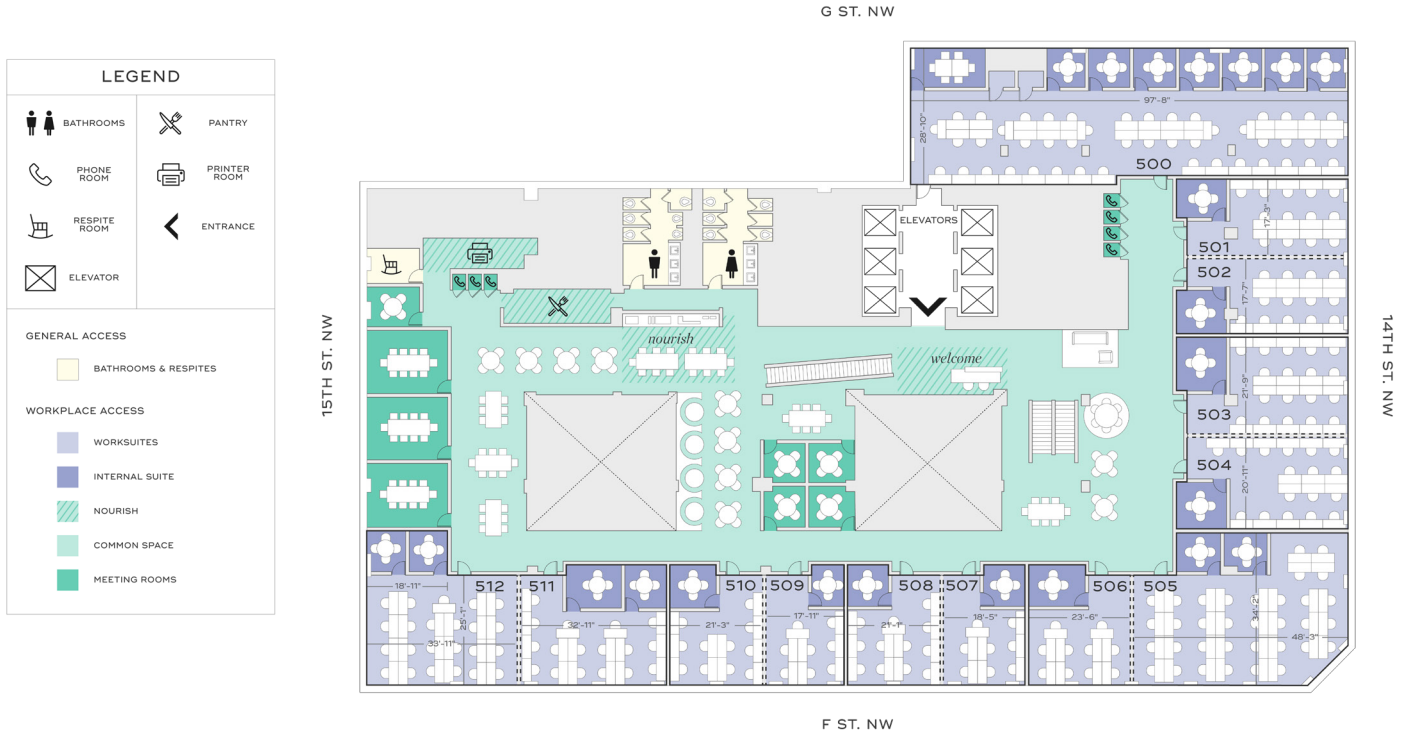 G ST. NW
LEGEND
BATHROOMS
PANTRY
PHONE
ROOM
PRINTER
ROOM
RESPITE
ROOM
ENTRANCE
ELEVATOR
GENERAL ACCESS
BATHROOMS & RESPITES
WORKPLACE ACCESS
WORKSUITES
INTERNAL SUITE
NOURISH
COMMON SPACE
MEETING ROOMS
15TH ST. NW
97'-8"
28'-10"
500
ELEVATORS
17'-3"
501
502
17'-7"
nourish
welcome
21'-9"
503
504
20'-11"
14TH ST. NW
512
511
510
509
508
507
506
505
18'-11"
25'-1"
33'-11"
32'-11"
21'-3"
17'-11"
21'-1"
18'-5"
23'-6"
34'-2"
48'-3"
F ST. NW